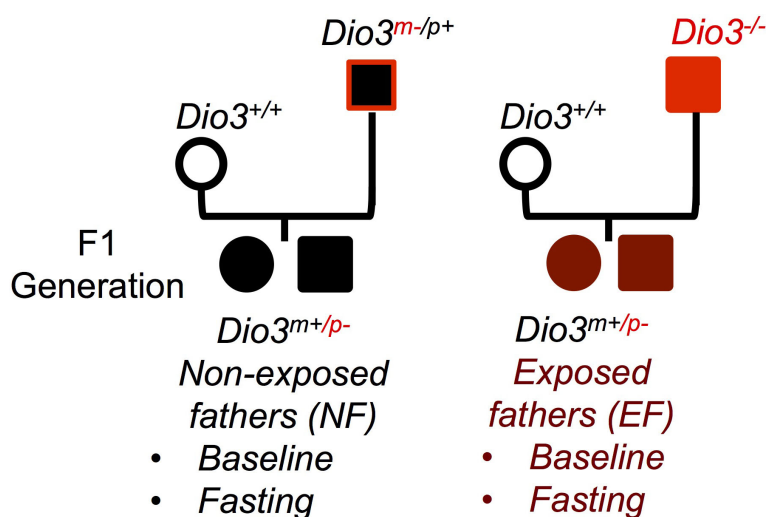 Dio3m-/p+
Dio3-/-
Dio3+/+
Dio3+/+
F1
Generation
Dio3m+/p-
Non-exposed
fathers (NF)
• Baseline
• Fasting
Dio3m+/p-
Exposed
fathers (EF)
• Baseline
• Fasting